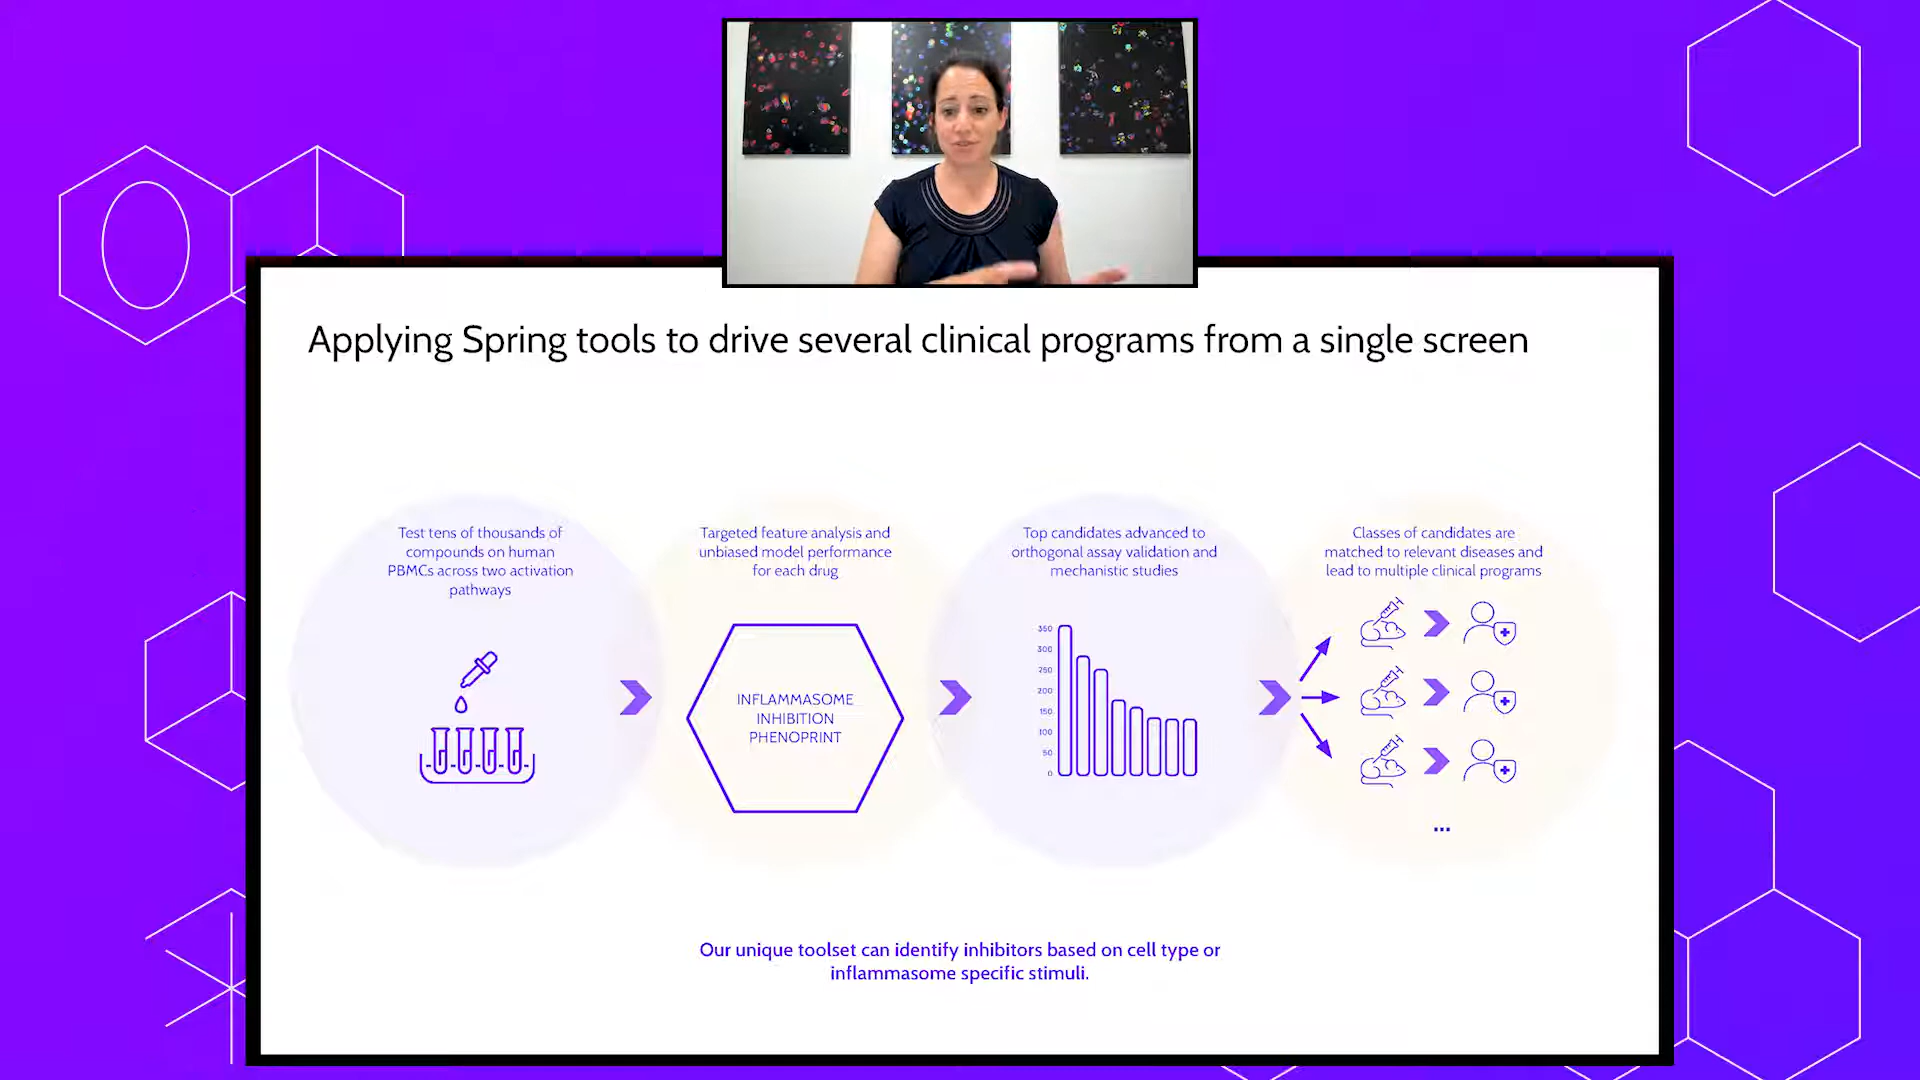 Applying Spring tools to drive several clinical programs from a single screen
Test tens of thousands of
compounds on human
PBMCs across two activation
pathways
Targeted feature analysis and
unbiased model performance
for each drug
INFLAMMASOME
INHIBITION
PHENOPRINT
Top candidates advanced to
orthogonal assay validation and
mechanistic studies
350
300
250
200
150
100
50
0
Classes of candidates are
matched to relevant diseases and
lead to multiple clinical programs
...
Our unique toolset can identify inhibitors based on cell type or
inflammasome specific stimuli.